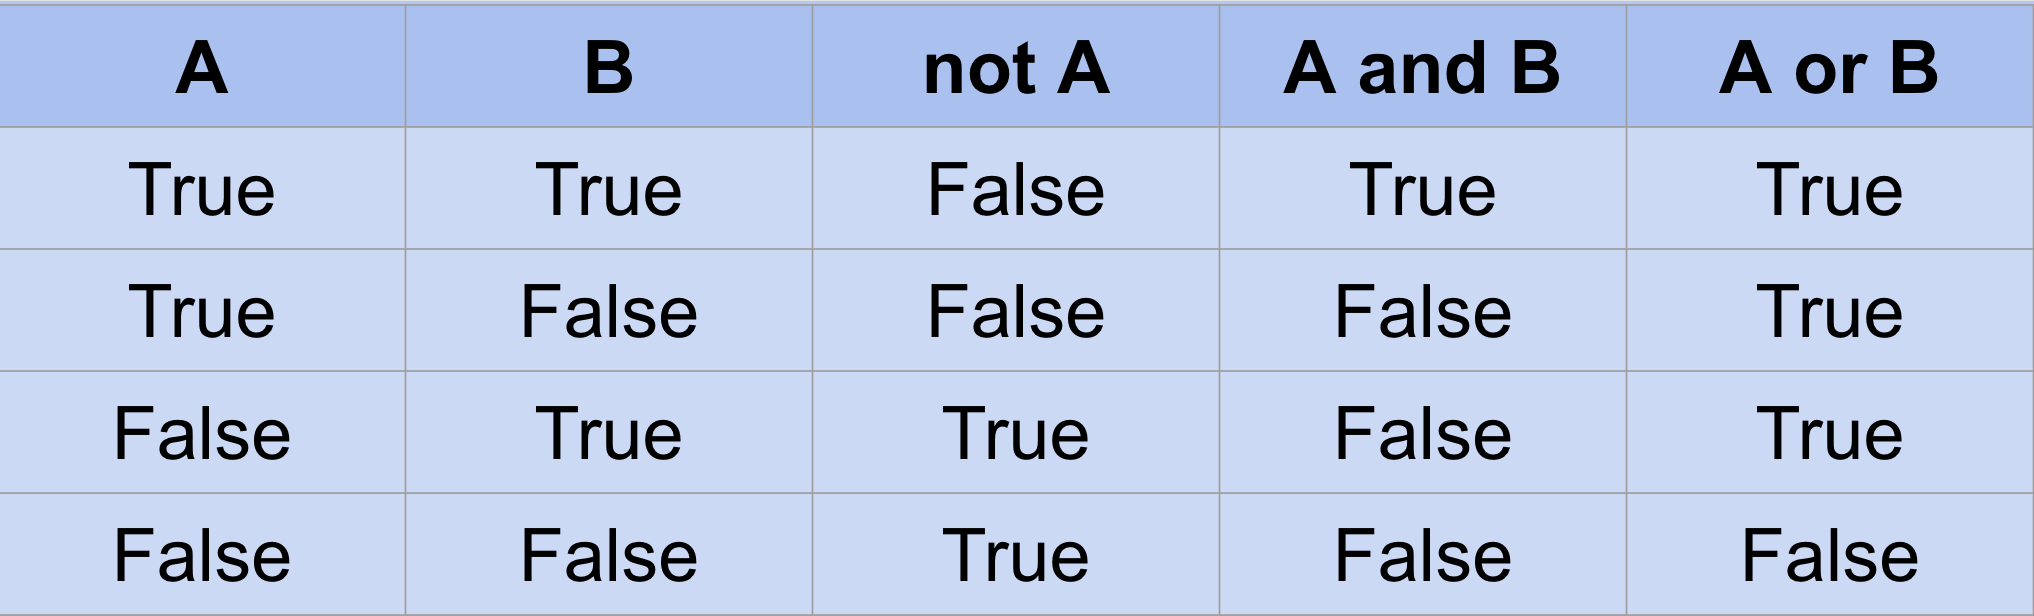 A B not A A and B A or B
True True False True True
True False False False True
False True True False True
False False True False False